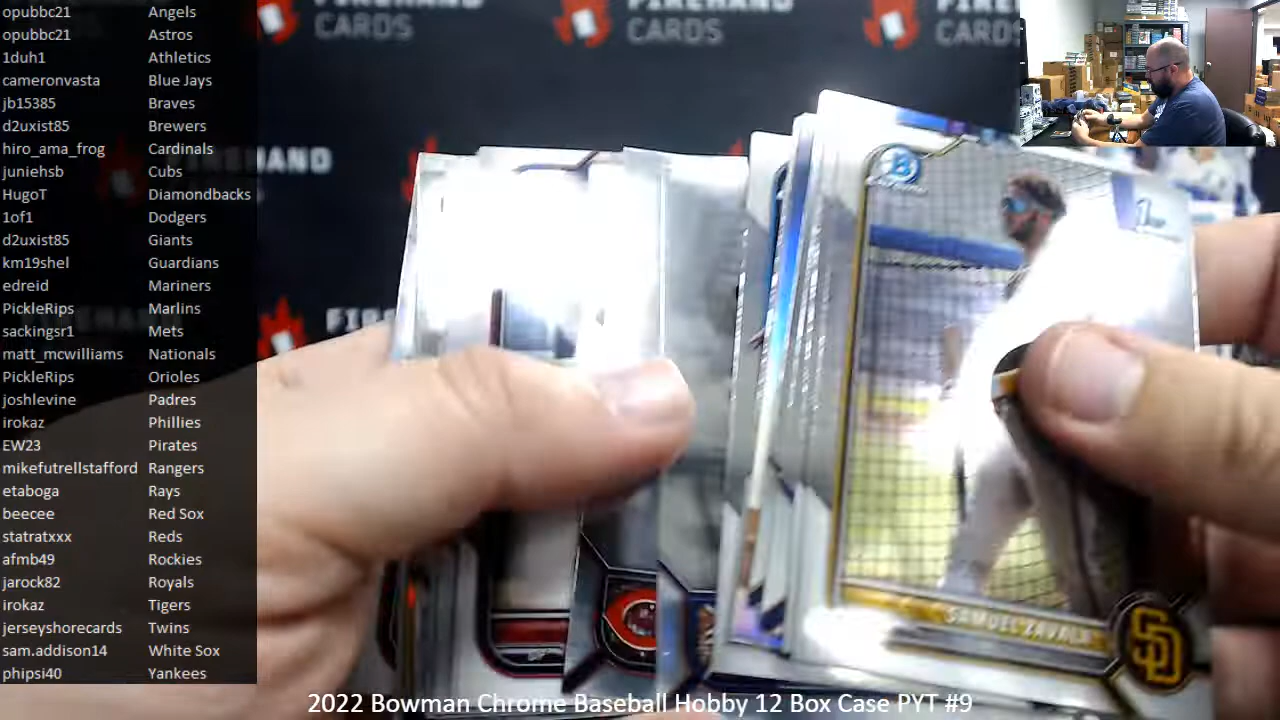 opubbc21 Angels
opubbc21 Astros
1duh1 Athletics
cameronvasta Blue Jays
jb15385 Braves
d2uxist85 Brewers
hiro_ama_frog Cardinals
juniehsb Cubs
HugoT Diamondbacks
1of1 Dodgers
d2uxist85 Giants
km19shel Guardians
edreid Mariners
PickleRips Marlins
sackingsr1 Mets
matt_mcwilliams Nationals
PickleRips Orioles
joshlevine Padres
irokaz Phillies
EW23 Pirates
mikefutrellstafford Rangers
etaboga Rays
beecee Red Sox
statratxxx Reds
afmb49 Rockies
jarock82 Royals
irokaz Tigers
jerseyshorecards Twins
sam.addison14 White Sox
phipsi40 Yankees
CARDS
CARDS
CARDS
B
1st
SAMUEL ZAVALA
SD
2022 Bowman Chrome Baseball Hobby 12 Box Case PYT #9